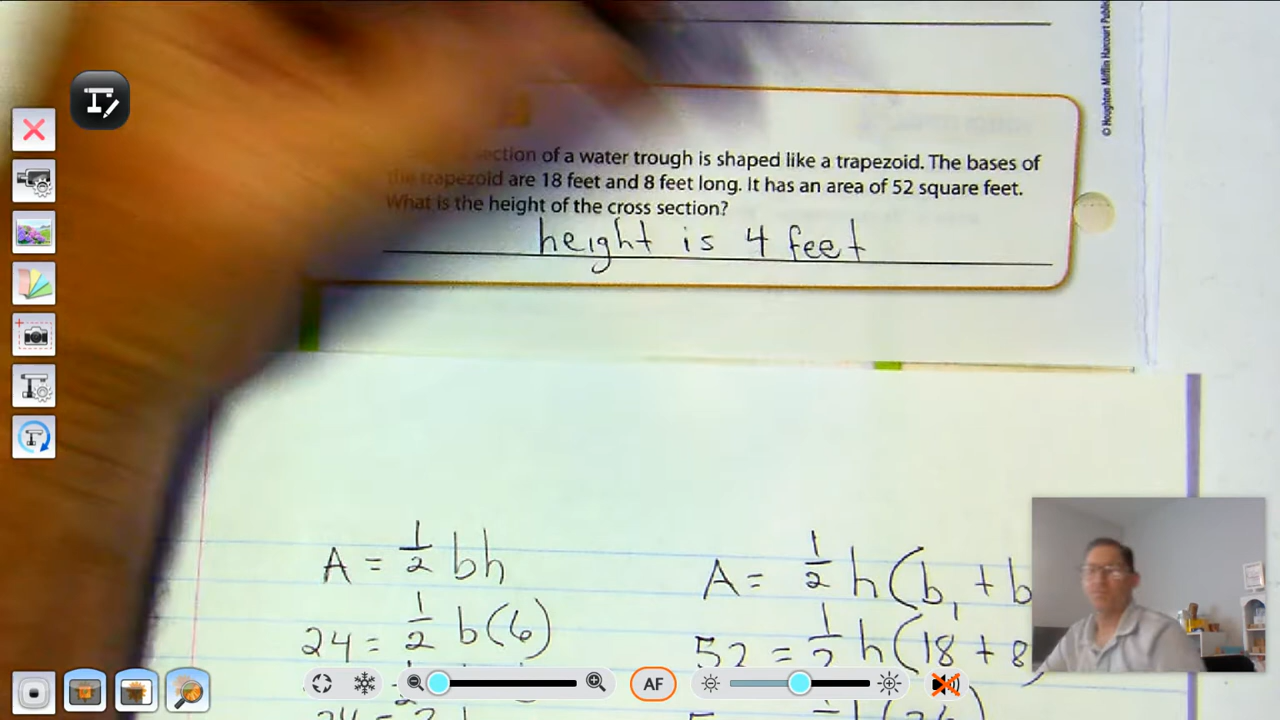 © Houghton Mifflin Harcourt Publ
section of a water trough is shaped like a trapezoid. The bases of
the trapezoid are 18 feet and 8 feet long. It has an area of 52 square feet.
What is the height of the cross section?
height is 4 feet
A = 1/2 bh
24 = 1/2 b(6)
A = 1/2 h(b₁ + b
52 = 1/2 h(18 + 8
AF